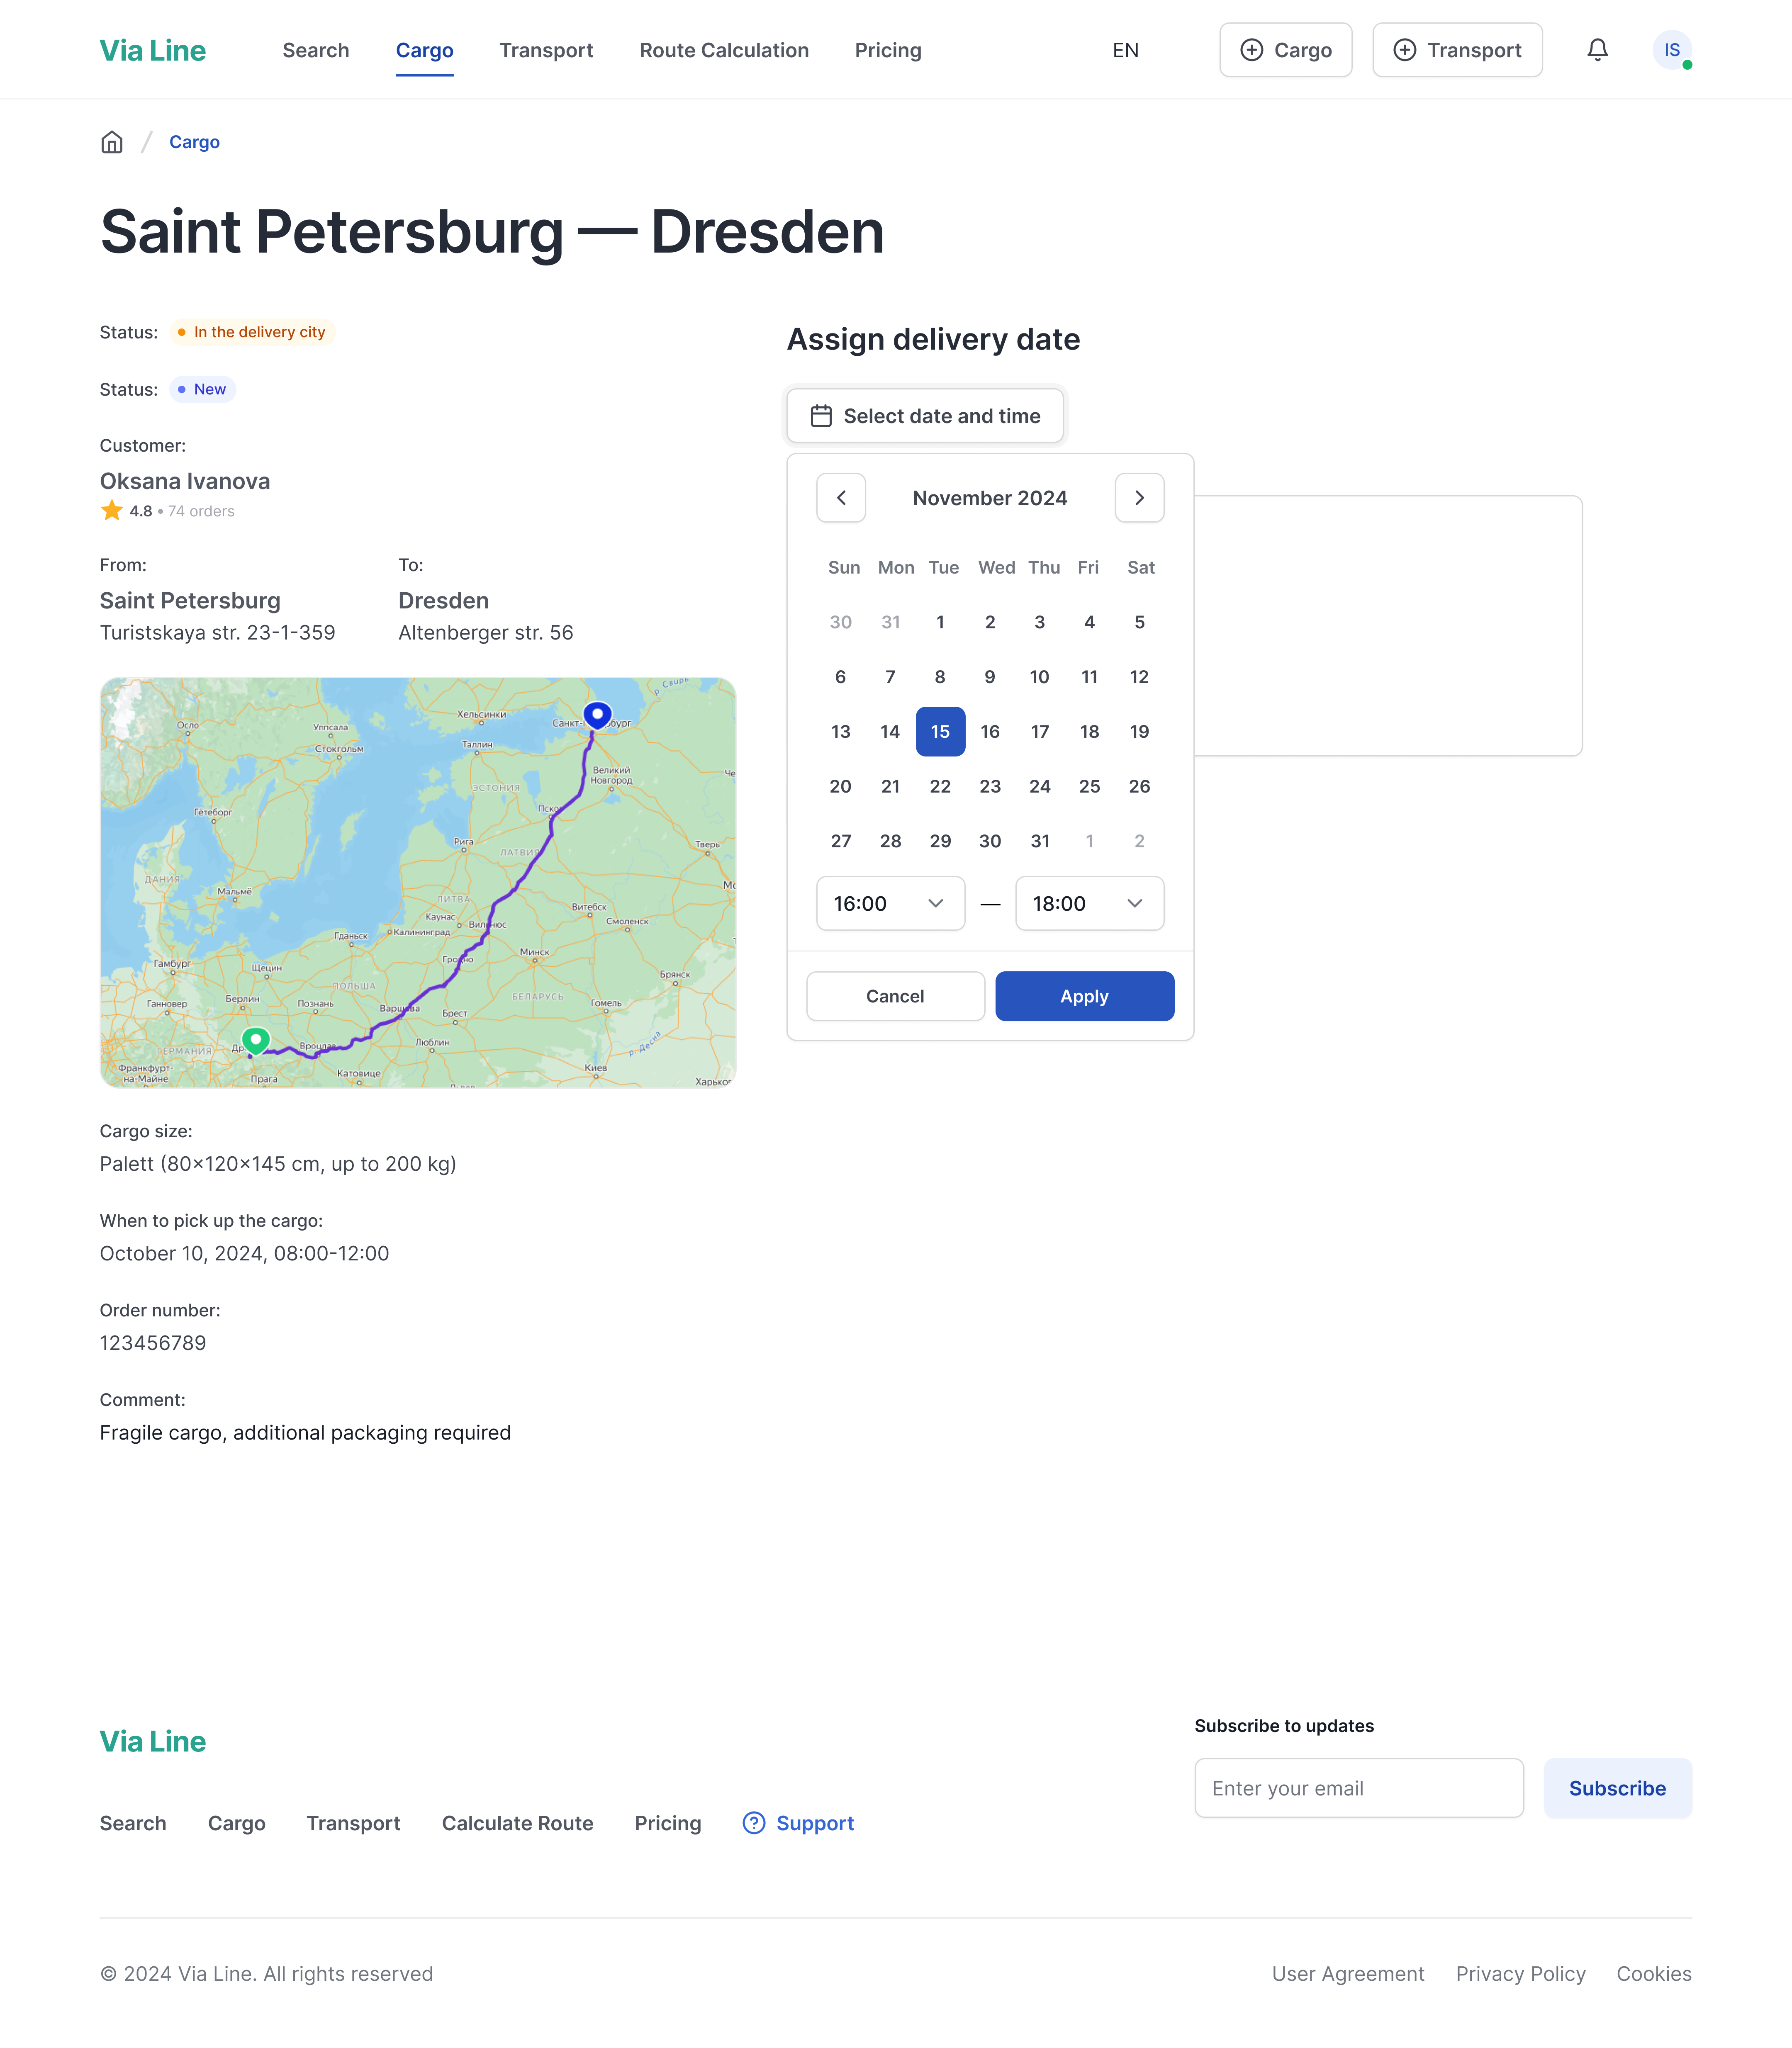 Via Line
Search
Cargo
Transport
Route Calculation
Pricing
EN
Cargo
Transport
IS
Cargo
Saint Petersburg — Dresden
Status:
In the delivery city
Status:
New
Customer:
Oksana Ivanova
4.8 • 74 orders
From:
Saint Petersburg
Turistskaya str. 23-1-359
To:
Dresden
Altenberger str. 56
р. Свирь
Осло
Уппсала
Хельсинки
Стокгольм
Таллин
Великий
Новгород
ЭСТОНИЯ
Гётеборг
Рига
ЛАТВИЯ
Тверь
ДАНИЯ
Мальмё
ЛИТВА
Каунас
Витебск
Вильнюс
Смоленск
Гданьск
Калининград
Гамбург
Щецин
Гродно
Минск
Брянск
ПОЛЬША
Ганновер
Берлин
Познань
Варшава
БЕЛАРУСЬ
Гомель
Брест
ГЕРМАНИЯ
Вроцлав
Люблин
р. Десна
Франкфурт
на-Майне
Прага
Катовице
Киев
Харьков
Cargo size:
Palett (80×120×145 cm, up to 200 kg)
When to pick up the cargo:
October 10, 2024, 08:00-12:00
Order number:
123456789
Comment:
Fragile cargo, additional packaging required
Assign delivery date
Select date and time
November 2024
Sun Mon Tue Wed Thu Fri Sat
30 31 1 2 3 4 5
6 7 8 9 10 11 12
13 14 15 16 17 18 19
20 21 22 23 24 25 26
27 28 29 30 31 1 2
16:00 — 18:00
Cancel
Apply
Via Line
Search
Cargo
Transport
Calculate Route
Pricing
Support
Subscribe to updates
Enter your email
Subscribe
© 2024 Via Line. All rights reserved
User Agreement
Privacy Policy
Cookies